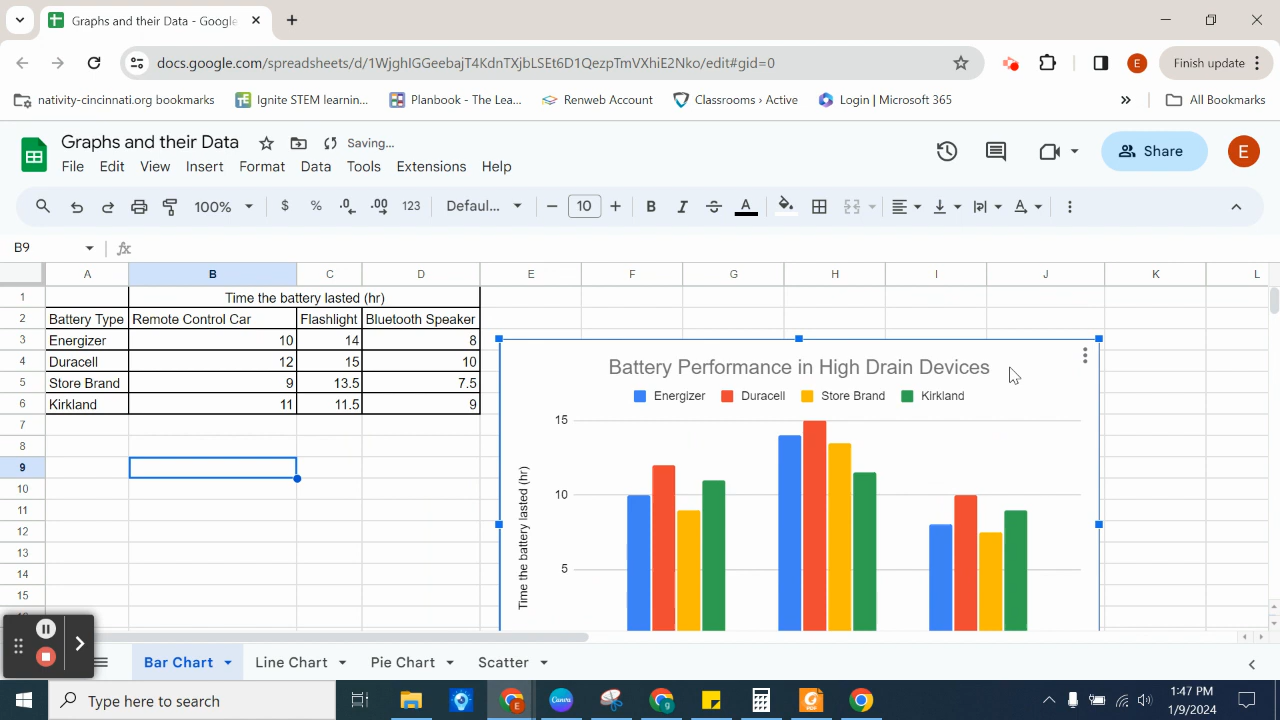 Graphs and their Data - Google
docs.google.com/spreadsheets/d/1WjghIGGeebajT4KdnTXjbLSEt6D1QezpTmVXhiE2Nko/edit#gid=0
E
Finish update
nativity-cincinnati.org bookmarks
Ignite STEM learnin...
Planbook - The Lea...
Renweb Account
Classrooms › Active
Login | Microsoft 365
»
All Bookmarks
Graphs and their Data
Saving...
File Edit View Insert Format Data Tools Extensions Help
Share
E
100% $ % .0 .00 123 Defaul... − 10 + B I A
B9
fx
A B C D E F G H I J K L
1 Time the battery lasted (hr)
2 Battery Type Remote Control Car Flashlight Bluetooth Speaker
3 Energizer 10 14 8
4 Duracell 12 15 10
5 Store Brand 9 13.5 7.5
6 Kirkland 11 11.5 9
7
8
9
10
11
12
13
14
15
Battery Performance in High Drain Devices
Energizer Duracell Store Brand Kirkland
15
10
5
Time the battery lasted (hr)
Bar Chart Line Chart Pie Chart Scatter
Type here to search
E
Canva
g
PDF
1:47 PM
1/9/2024